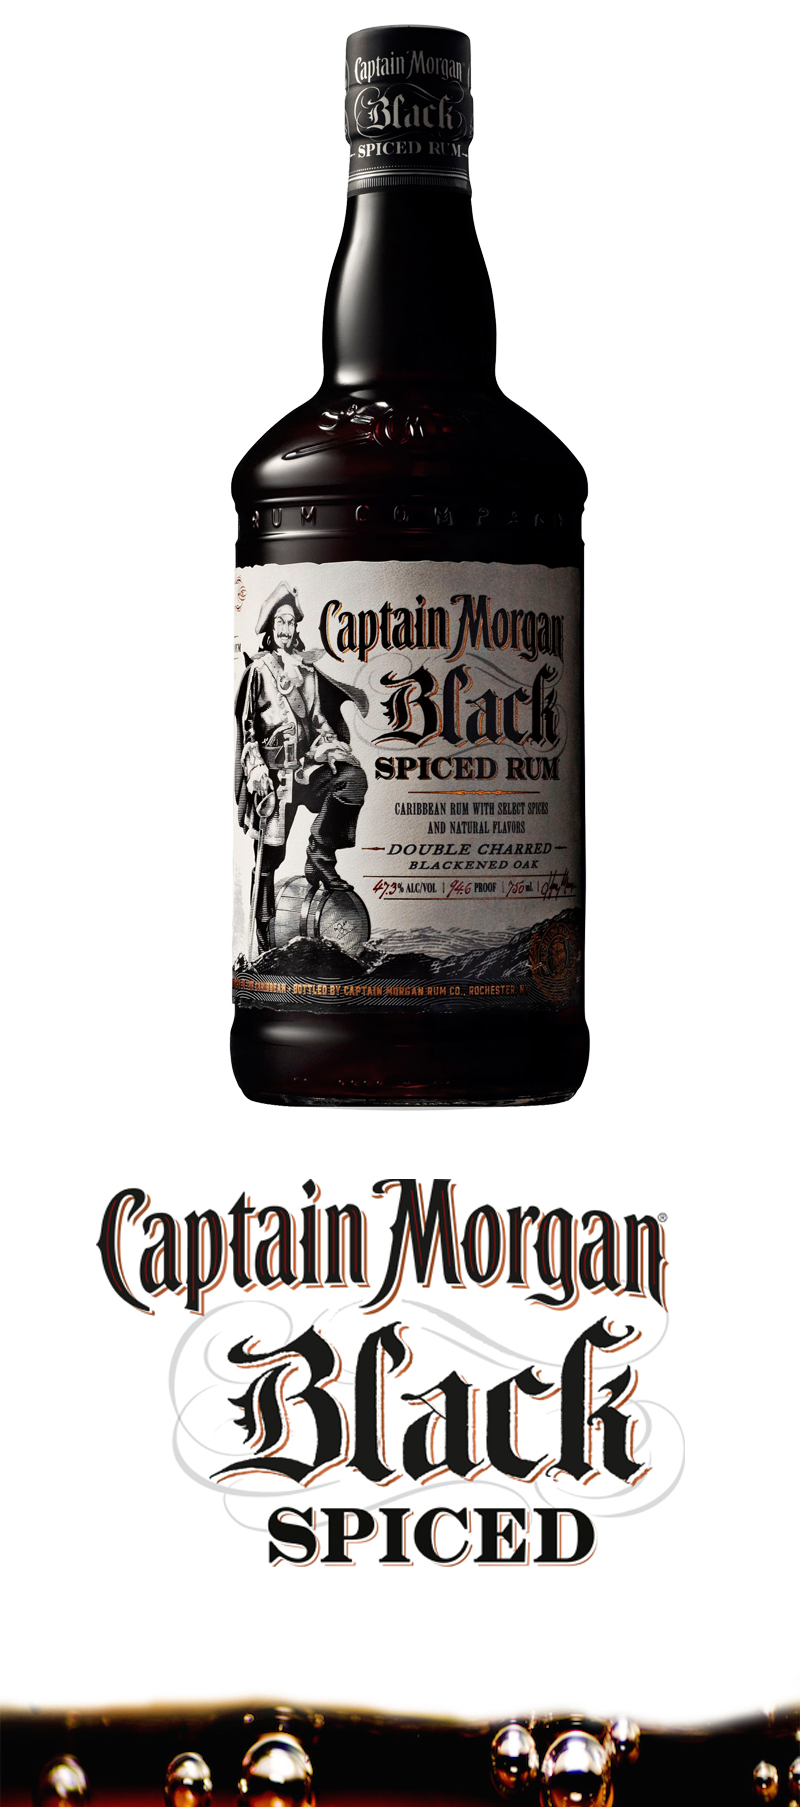 Captain Morgan
Black
SPICED RUM
RUM COMPANY
Captain Morgan
Black
SPICED RUM
CARIBBEAN RUM WITH SELECT SPICES
AND NATURAL FLAVORS
DOUBLE CHARRED
BLACKENED OAK
47.3% ALC/VOL | 94.6 PROOF | 750 mL |
CARIBBEAN • BOTTLED BY CAPTAIN MORGAN RUM CO., ROCHESTER, N
Captain Morgan®
Black
SPICED